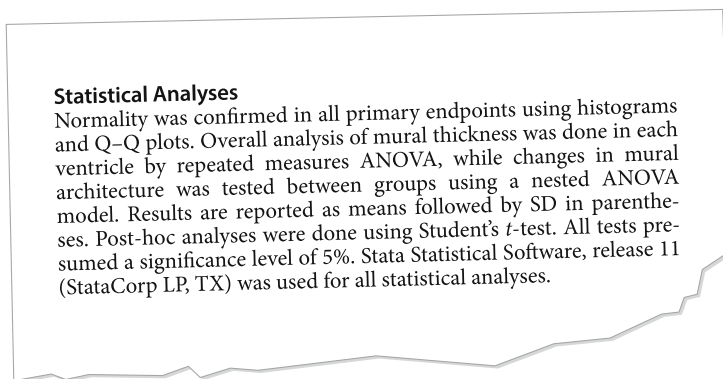 Statistical Analyses
Normality was confirmed in all primary endpoints using histograms
and Q–Q plots. Overall analysis of mural thickness was done in each
ventricle by repeated measures ANOVA, while changes in mural
architecture was tested between groups using a nested ANOVA
model. Results are reported as means followed by SD in parenthe-
ses. Post-hoc analyses were done using Student’s t-test. All tests pre-
sumed a significance level of 5%. Stata Statistical Software, release 11
(StataCorp LP, TX) was used for all statistical analyses.